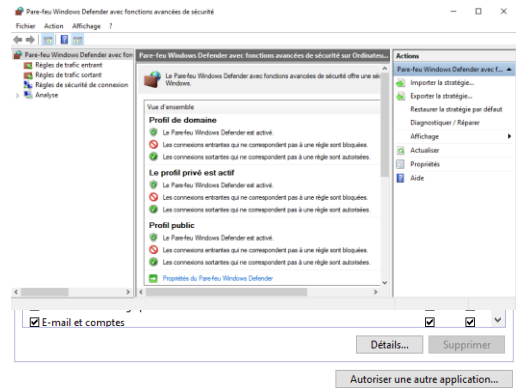 Pare-feu Windows Defender avec fonctions avancées de sécurité
Fichier Action Affichage ?
Pare-feu Windows Defender avec fon
Règles de trafic entrant
Règles de trafic sortant
Règles de sécurité de connexion
Analyse
Pare-feu Windows Defender avec fonctions avancées de sécurité sur Ordinateu...
Le Pare-feu Windows Defender avec fonctions avancées de sécurité offre une séc
Windows.
Vue d'ensemble
Profil de domaine
Le Pare-feu Windows Defender est activé.
Les connexions entrantes qui ne correspondent pas à une règle sont bloquées.
Les connexions sortantes qui ne correspondent pas à une règle sont autorisées.
Le profil privé est actif
Le Pare-feu Windows Defender est activé.
Les connexions entrantes qui ne correspondent pas à une règle sont bloquées.
Les connexions sortantes qui ne correspondent pas à une règle sont autorisées.
Profil public
Le Pare-feu Windows Defender est activé.
Les connexions entrantes qui ne correspondent pas à une règle sont bloquées.
Les connexions sortantes qui ne correspondent pas à une règle sont autorisées.
Propriétés du Pare-feu Windows Defender
Actions
Pare-feu Windows Defender avec f...
Importer la stratégie...
Exporter la stratégie...
Restaurer la stratégie par défaut
Diagnostiquer / Réparer
Affichage
Actualiser
Propriétés
Aide
E-mail et comptes
Détails... Supprimer
Autoriser une autre application...